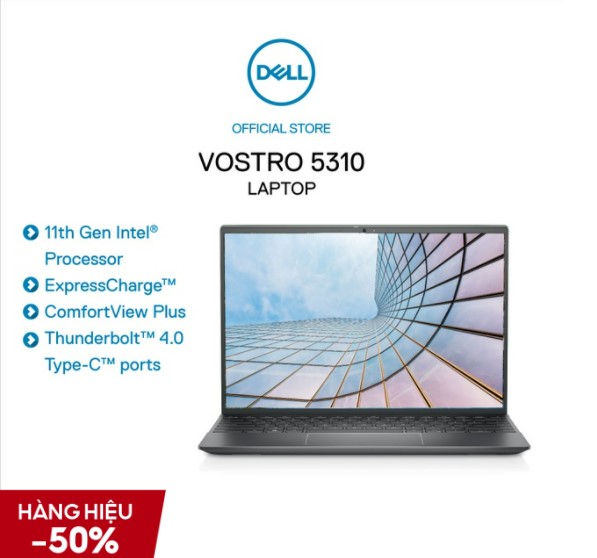 DELL
OFFICIAL STORE
VOSTRO 5310
LAPTOP
11th Gen Intel®
Processor
ExpressCharge™
ComfortView Plus
Thunderbolt™ 4.0
Type-C™ ports
HÀNG HIỆU
-50%